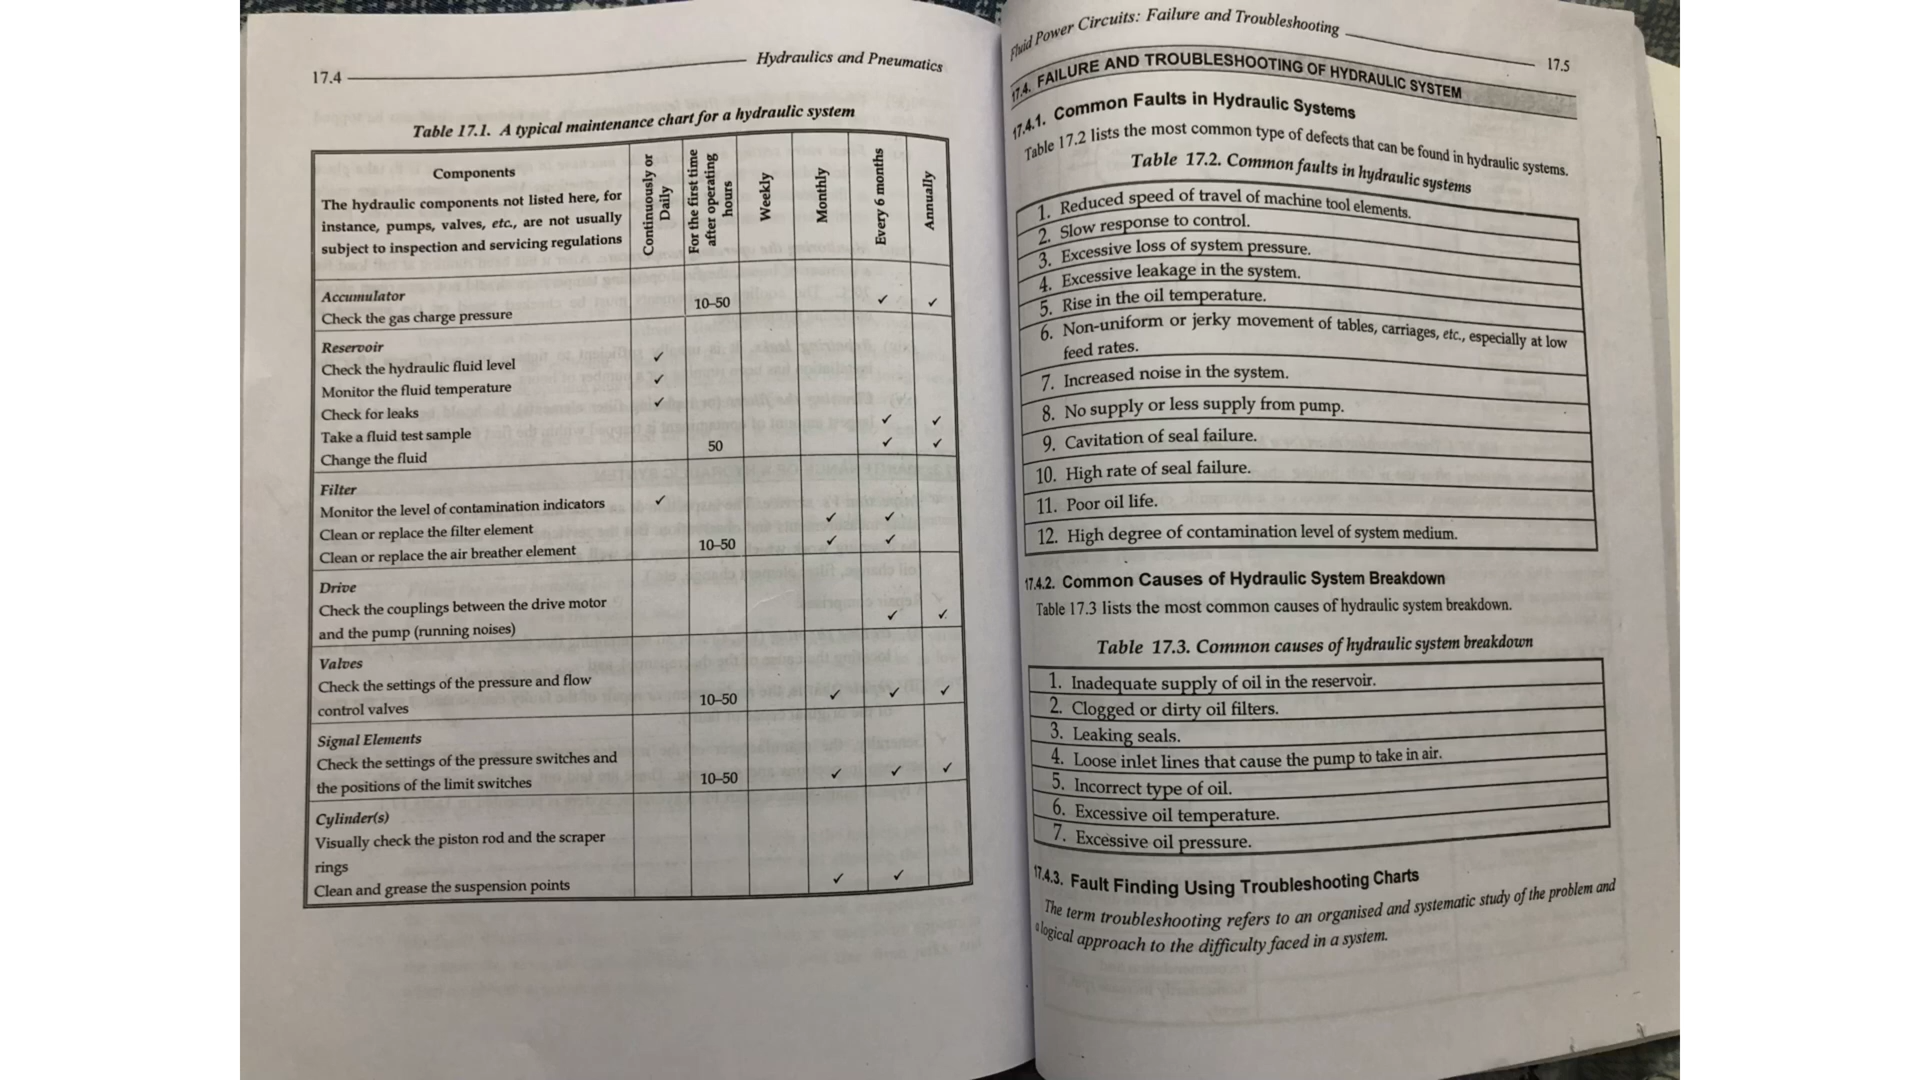 17.4 Hydraulics and Pneumatics
Table 17.1. A typical maintenance chart for a hydraulic system
Components
The hydraulic components not listed here, for
instance, pumps, valves, etc., are not usually
subject to inspection and servicing regulations
Continuously or
Daily
For the first time
after operating
hours
Weekly
Monthly
Every 6 months
Annually
Accumulator
Check the gas charge pressure 10–50 ✓ ✓
Reservoir
Check the hydraulic fluid level ✓
Monitor the fluid temperature ✓
Check for leaks ✓
Take a fluid test sample ✓ ✓
Change the fluid 50 ✓ ✓
Filter
Monitor the level of contamination indicators ✓
Clean or replace the filter element ✓ ✓
Clean or replace the air breather element 10–50 ✓ ✓
Drive
Check the couplings between the drive motor
and the pump (running noises) ✓ ✓
Valves
Check the settings of the pressure and flow
control valves 10–50 ✓ ✓ ✓
Signal Elements
Check the settings of the pressure switches and
the positions of the limit switches 10–50 ✓ ✓ ✓
Cylinder(s)
Visually check the piston rod and the scraper
rings
Clean and grease the suspension points ✓ ✓
Fluid Power Circuits: Failure and Troubleshooting 17.5
17.4. FAILURE AND TROUBLESHOOTING OF HYDRAULIC SYSTEM
17.4.1. Common Faults in Hydraulic Systems
Table 17.2 lists the most common type of defects that can be found in hydraulic systems.
Table 17.2. Common faults in hydraulic systems
1. Reduced speed of travel of machine tool elements.
2. Slow response to control.
3. Excessive loss of system pressure.
4. Excessive leakage in the system.
5. Rise in the oil temperature.
6. Non-uniform or jerky movement of tables, carriages, etc., especially at low
feed rates.
7. Increased noise in the system.
8. No supply or less supply from pump.
9. Cavitation of seal failure.
10. High rate of seal failure.
11. Poor oil life.
12. High degree of contamination level of system medium.
17.4.2. Common Causes of Hydraulic System Breakdown
Table 17.3 lists the most common causes of hydraulic system breakdown.
Table 17.3. Common causes of hydraulic system breakdown
1. Inadequate supply of oil in the reservoir.
2. Clogged or dirty oil filters.
3. Leaking seals.
4. Loose inlet lines that cause the pump to take in air.
5. Incorrect type of oil.
6. Excessive oil temperature.
7. Excessive oil pressure.
17.4.3. Fault Finding Using Troubleshooting Charts
The term troubleshooting refers to an organised and systematic study of the problem and
a logical approach to the difficulty faced in a system.